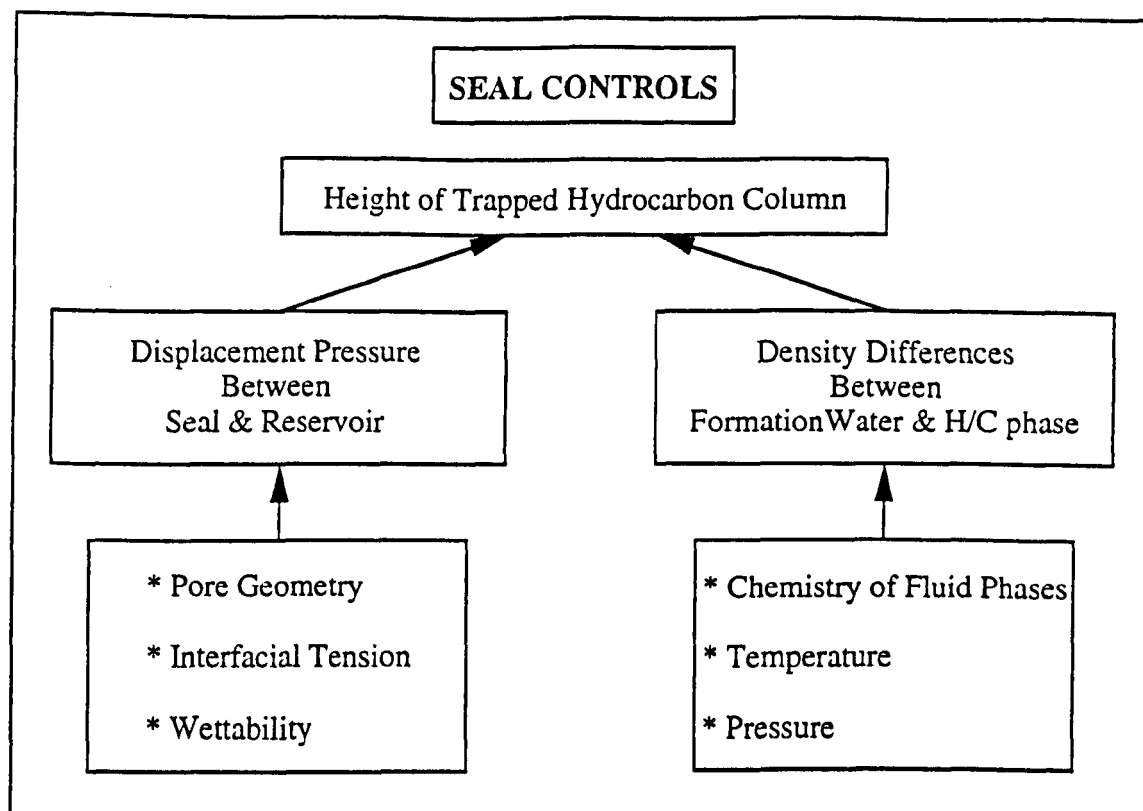 SEAL CONTROLS
Height of Trapped Hydrocarbon Column
Displacement Pressure
Between
Seal & Reservoir
Density Differences
Between
FormationWater & H/C phase
* Pore Geometry
* Interfacial Tension
* Wettability
* Chemistry of Fluid Phases
* Temperature
* Pressure